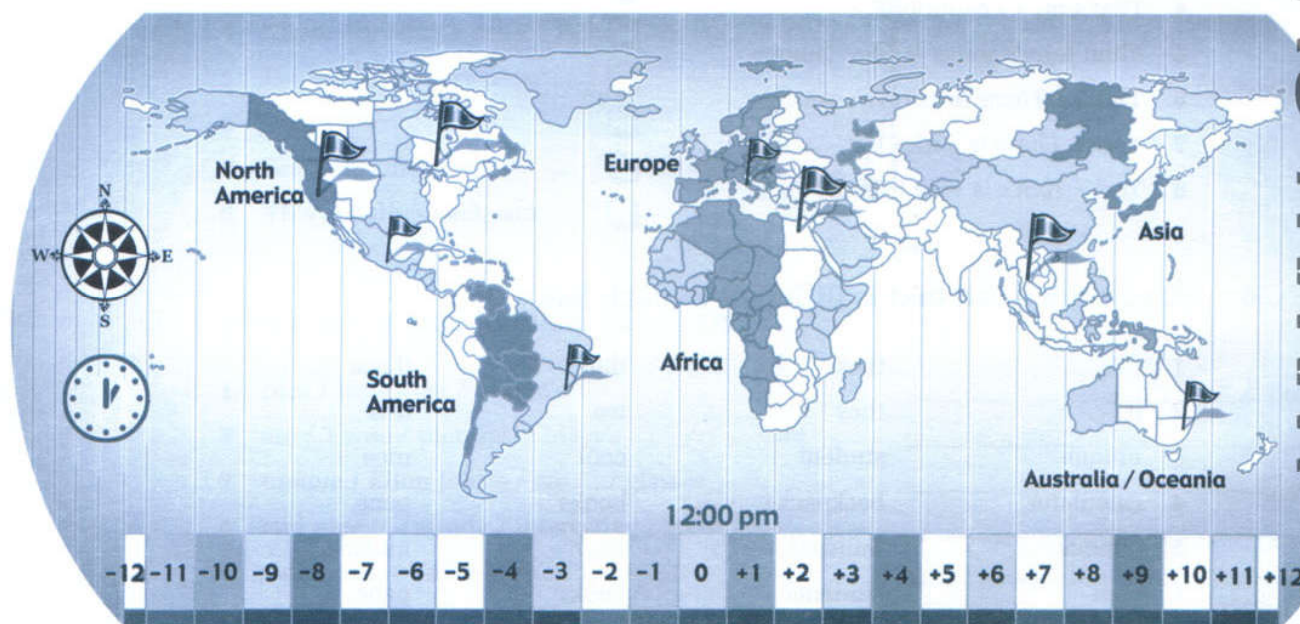 North
America
Europe
Asia
N
W
E
S
South
America
Africa
Australia / Oceania
12:00 pm
-12 -11 -10 -9 -8 -7 -6 -5 -4 -3 -2 -1 0 +1 +2 +3 +4 +5 +6 +7 +8 +9 +10 +11 +12